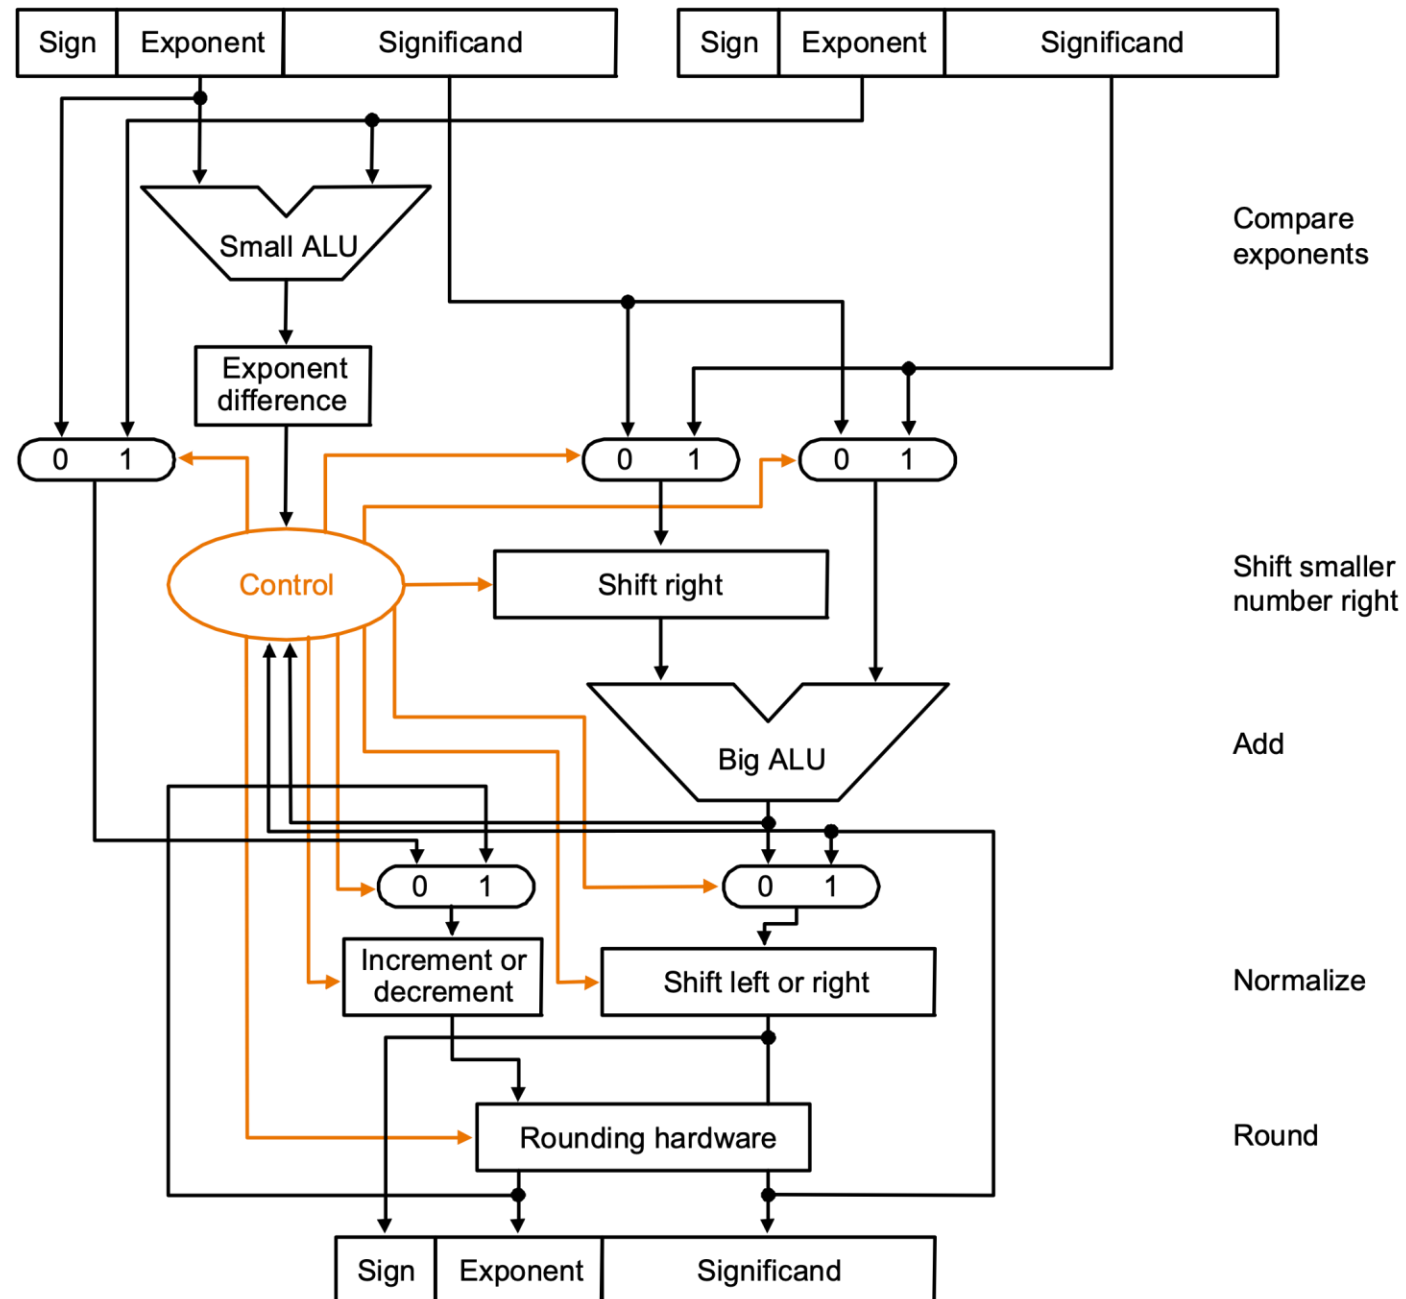 Sign Exponent Significand Sign Exponent Significand
Small ALU
Compare
exponents
Exponent
difference
0 1 0 1 0 1
Control
Shift right
Shift smaller
number right
Big ALU
Add
0 1 0 1
Increment or
decrement
Shift left or right
Normalize
Rounding hardware
Round
Sign Exponent Significand